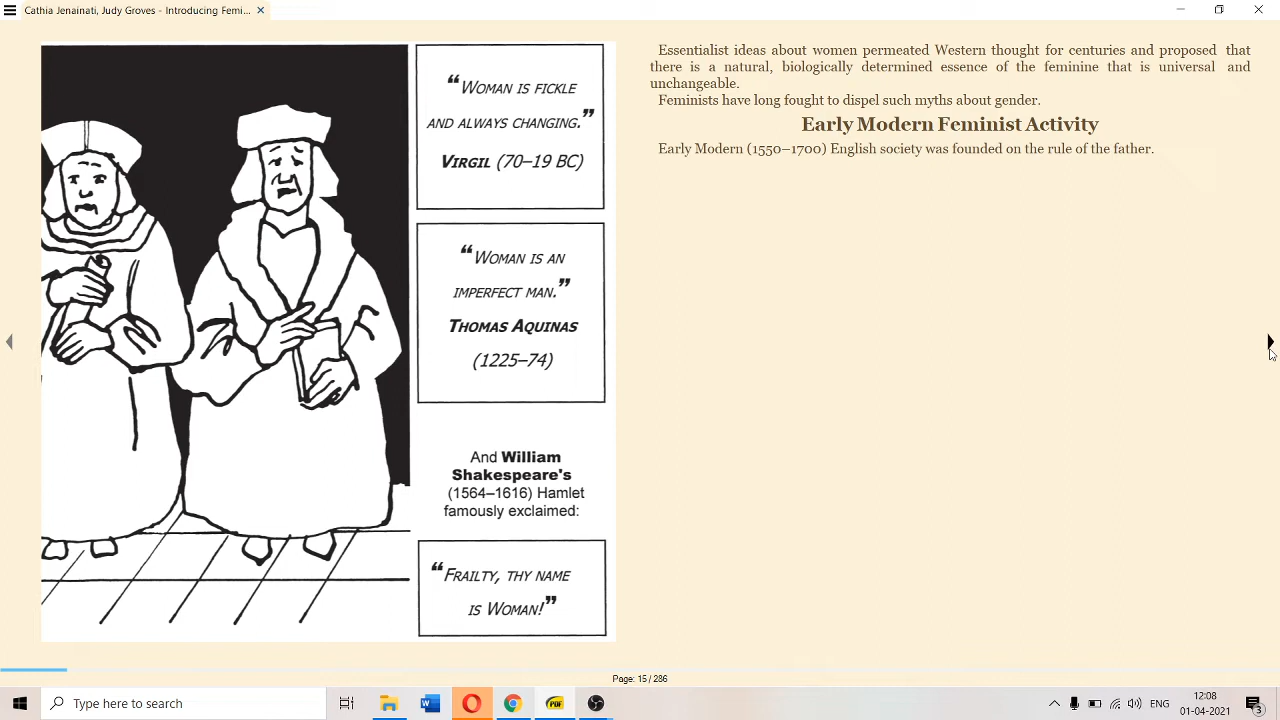 Cathia Jenainati, Judy Groves - Introducing Femi...
“WOMAN IS FICKLE
AND ALWAYS CHANGING.”
VIRGIL (70–19 BC)
“WOMAN IS AN
IMPERFECT MAN.”
THOMAS AQUINAS
(1225–74)
And William
Shakespeare's
(1564–1616) Hamlet
famously exclaimed:
“FRAILTY, THY NAME
IS WOMAN!”
Essentialist ideas about women permeated Western thought for centuries and proposed that
there is a natural, biologically determined essence of the feminine that is universal and
unchangeable.
Feminists have long fought to dispel such myths about gender.
Early Modern Feminist Activity
Early Modern (1550–1700) English society was founded on the rule of the father.
Page: 15 / 286
Type here to search
W
PDF
ENG
12:08
01-04-2021
3